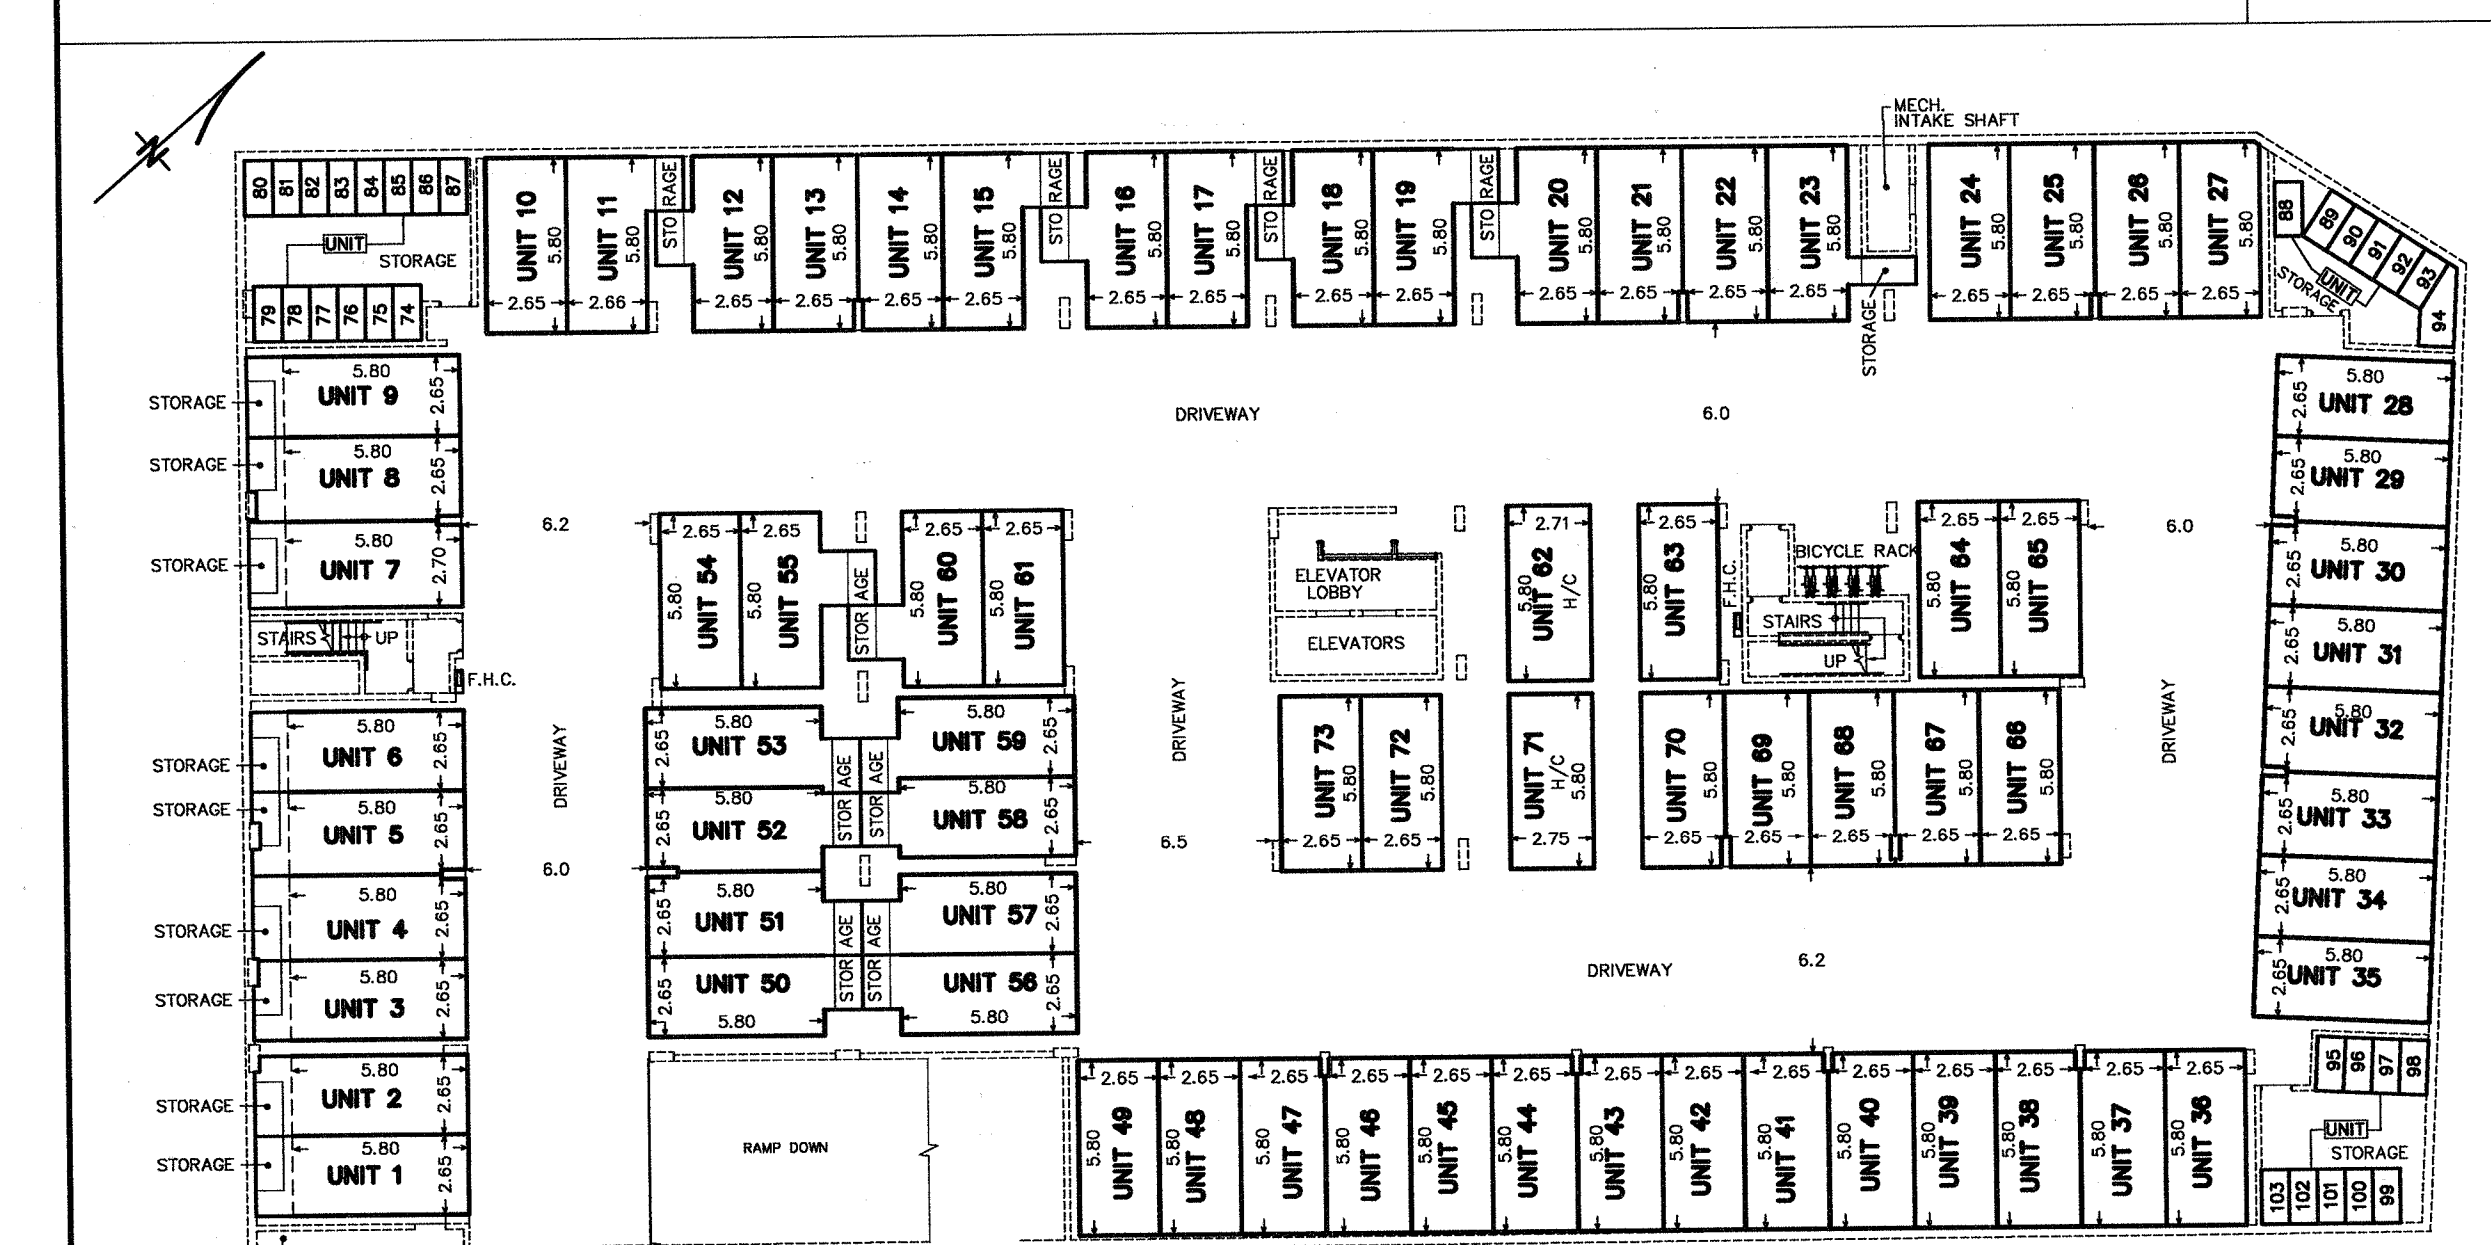 MECH.
INTAKE SHAFT
80 81 82 83 84 85 86 87
UNIT
STORAGE
79 78 77 76 75 74
UNIT 10 5.80 2.65
UNIT 11 5.80 2.66
STO RAGE
UNIT 12 5.80 2.65
UNIT 13 5.80 2.65
UNIT 14 5.80 2.65
UNIT 15 5.80 2.65
STO RAGE
UNIT 16 5.80 2.65
UNIT 17 5.80 2.65
STO RAGE
UNIT 18 5.80 2.65
UNIT 19 5.80 2.65
STO RAGE
UNIT 20 5.80 2.65
UNIT 21 5.80 2.65
UNIT 22 5.80 2.65
UNIT 23 5.80 2.65
STORAGE
UNIT 24 5.80 2.65
UNIT 25 5.80 2.65
UNIT 26 5.80 2.65
UNIT 27 5.80 2.65
88 89 90 91 92 93 94
UNIT
STORAGE
STORAGE 5.80 UNIT 9 2.65
STORAGE 5.80 UNIT 8 2.65
STORAGE 5.80 UNIT 7 2.70
STAIRS UP
F.H.C.
STORAGE 5.80 UNIT 6 2.65
STORAGE 5.80 UNIT 5 2.65
STORAGE 5.80 UNIT 4 2.65
STORAGE 5.80 UNIT 3 2.65
STORAGE 5.80 UNIT 2 2.65
STORAGE 5.80 UNIT 1 2.65
DRIVEWAY
6.0
6.2
DRIVEWAY
6.0
2.65 5.80 UNIT 54
2.65 5.80 UNIT 55
STOR AGE
2.65 5.80 UNIT 60
2.65 5.80 UNIT 61
5.80 UNIT 53 2.65
5.80 UNIT 52 2.65
STOR AGE
STOR AGE
5.80 UNIT 59 2.65
5.80 UNIT 58 2.65
5.80 UNIT 51 2.65
UNIT 50 2.65 5.80
STOR AGE
STOR AGE
5.80 UNIT 57 2.65
UNIT 56 2.65 5.80
RAMP DOWN
DRIVEWAY
6.5
ELEVATOR
LOBBY
ELEVATORS
2.71 5.80 UNIT 62 H/C
2.65 5.80 UNIT 63
F.H.C.
BICYCLE RACK
STAIRS
UP
2.65 5.80 UNIT 64
2.65 5.80 UNIT 65
6.0
DRIVEWAY
UNIT 73 5.80 2.65
UNIT 72 5.80 2.65
UNIT 71 H/C 5.80 2.75
UNIT 70 5.80 2.65
UNIT 69 5.80 2.65
UNIT 68 5.80 2.65
UNIT 67 5.80 2.65
UNIT 66 5.80 2.65
DRIVEWAY
6.2
5.80 2.65 UNIT 28
5.80 2.65 UNIT 29
5.80 2.65 UNIT 30
5.80 2.65 UNIT 31
5.80 2.65 UNIT 32
5.80 2.65 UNIT 33
5.80 2.65 UNIT 34
5.80 2.65 UNIT 35
2.65 5.80 UNIT 49
2.65 5.80 UNIT 48
2.65 5.80 UNIT 47
2.65 5.80 UNIT 46
2.65 5.80 UNIT 45
2.65 5.80 UNIT 44
2.65 5.80 UNIT 43
2.65 5.80 UNIT 42
2.65 5.80 UNIT 41
2.65 5.80 UNIT 40
2.65 5.80 UNIT 39
2.65 5.80 UNIT 38
2.65 5.80 UNIT 37
2.65 5.80 UNIT 36
95 96 97 98
UNIT
STORAGE
103 102 101 100 99